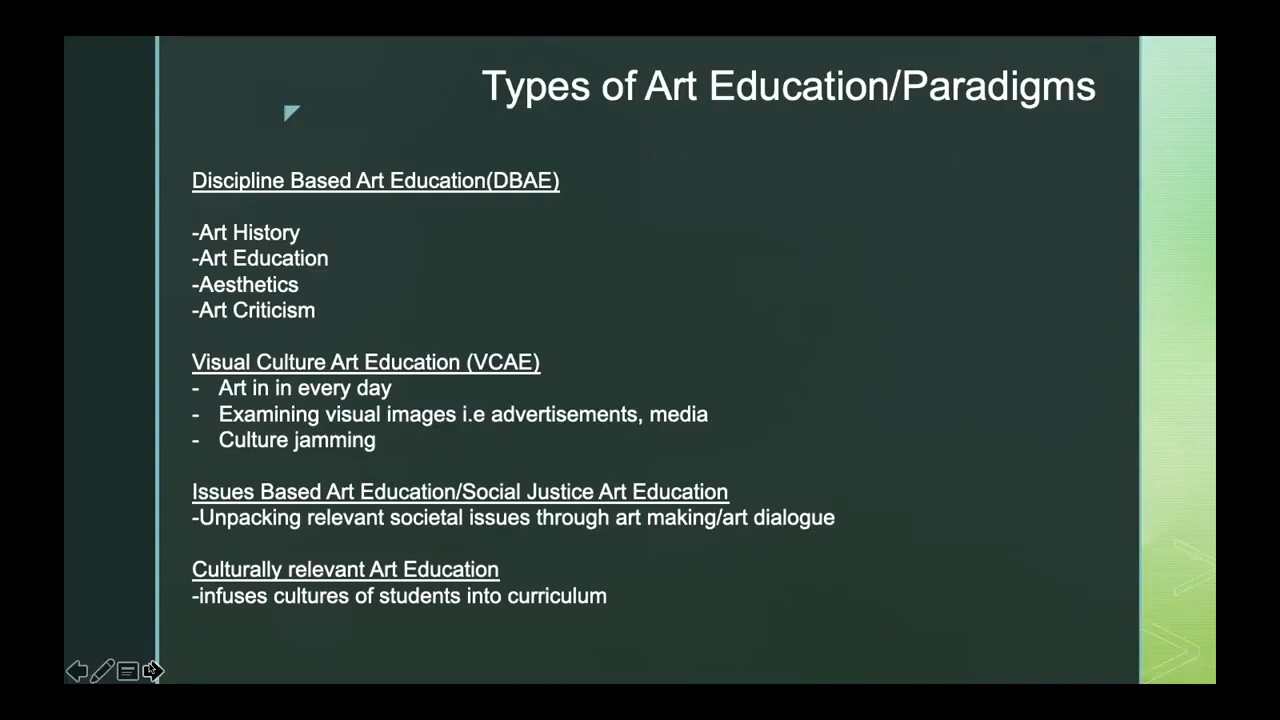 Types of Art Education/Paradigms
Discipline Based Art Education(DBAE)
-Art History
-Art Education
-Aesthetics
-Art Criticism
Visual Culture Art Education (VCAE)
- Art in in every day
- Examining visual images i.e advertisements, media
- Culture jamming
Issues Based Art Education/Social Justice Art Education
-Unpacking relevant societal issues through art making/art dialogue
Culturally relevant Art Education
-infuses cultures of students into curriculum